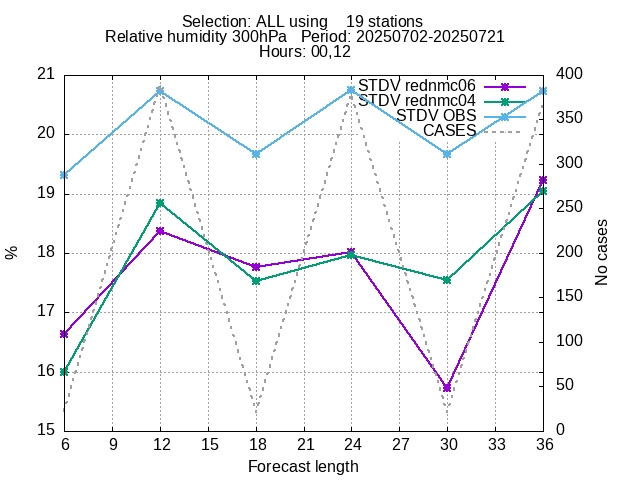 Selection: ALL using    19 stations
Relative humidity 300hPa   Period: 20250702-20250721
Hours: 00,12
STDV rednmc06
STDV rednmc04
STDV OBS
CASES
21
20
19
18
17
16
15
%
400
350
300
250
200
150
100
50
0
No cases
6 9 12 15 18 21 24 27 30 33 36
Forecast length